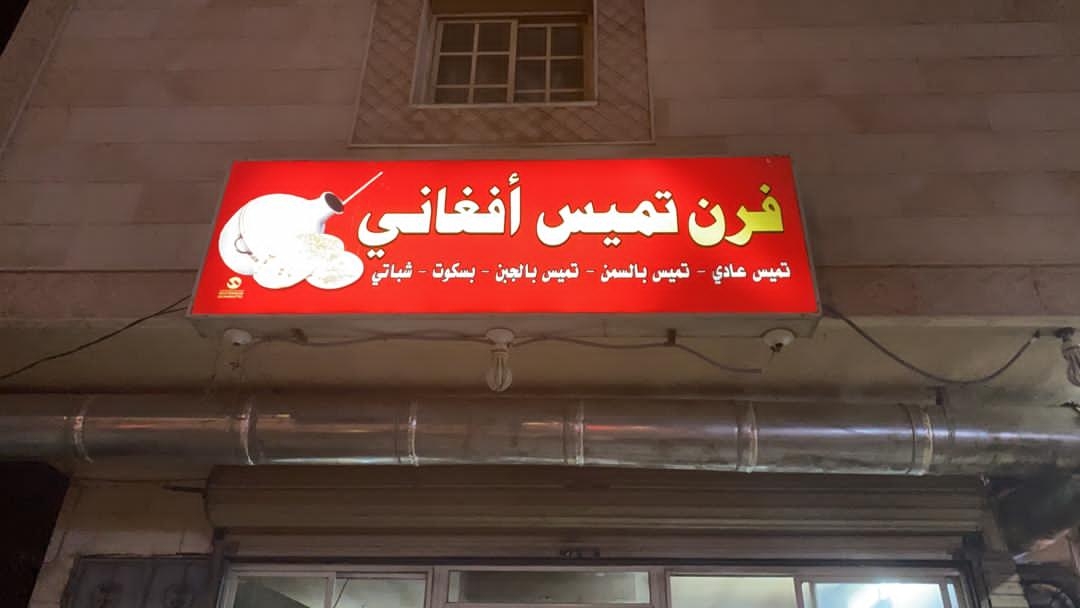 فرن تميس أفغاني
تميس عادي - تميس بالسمن - تميس بالجبن - بسكوت - شباتي